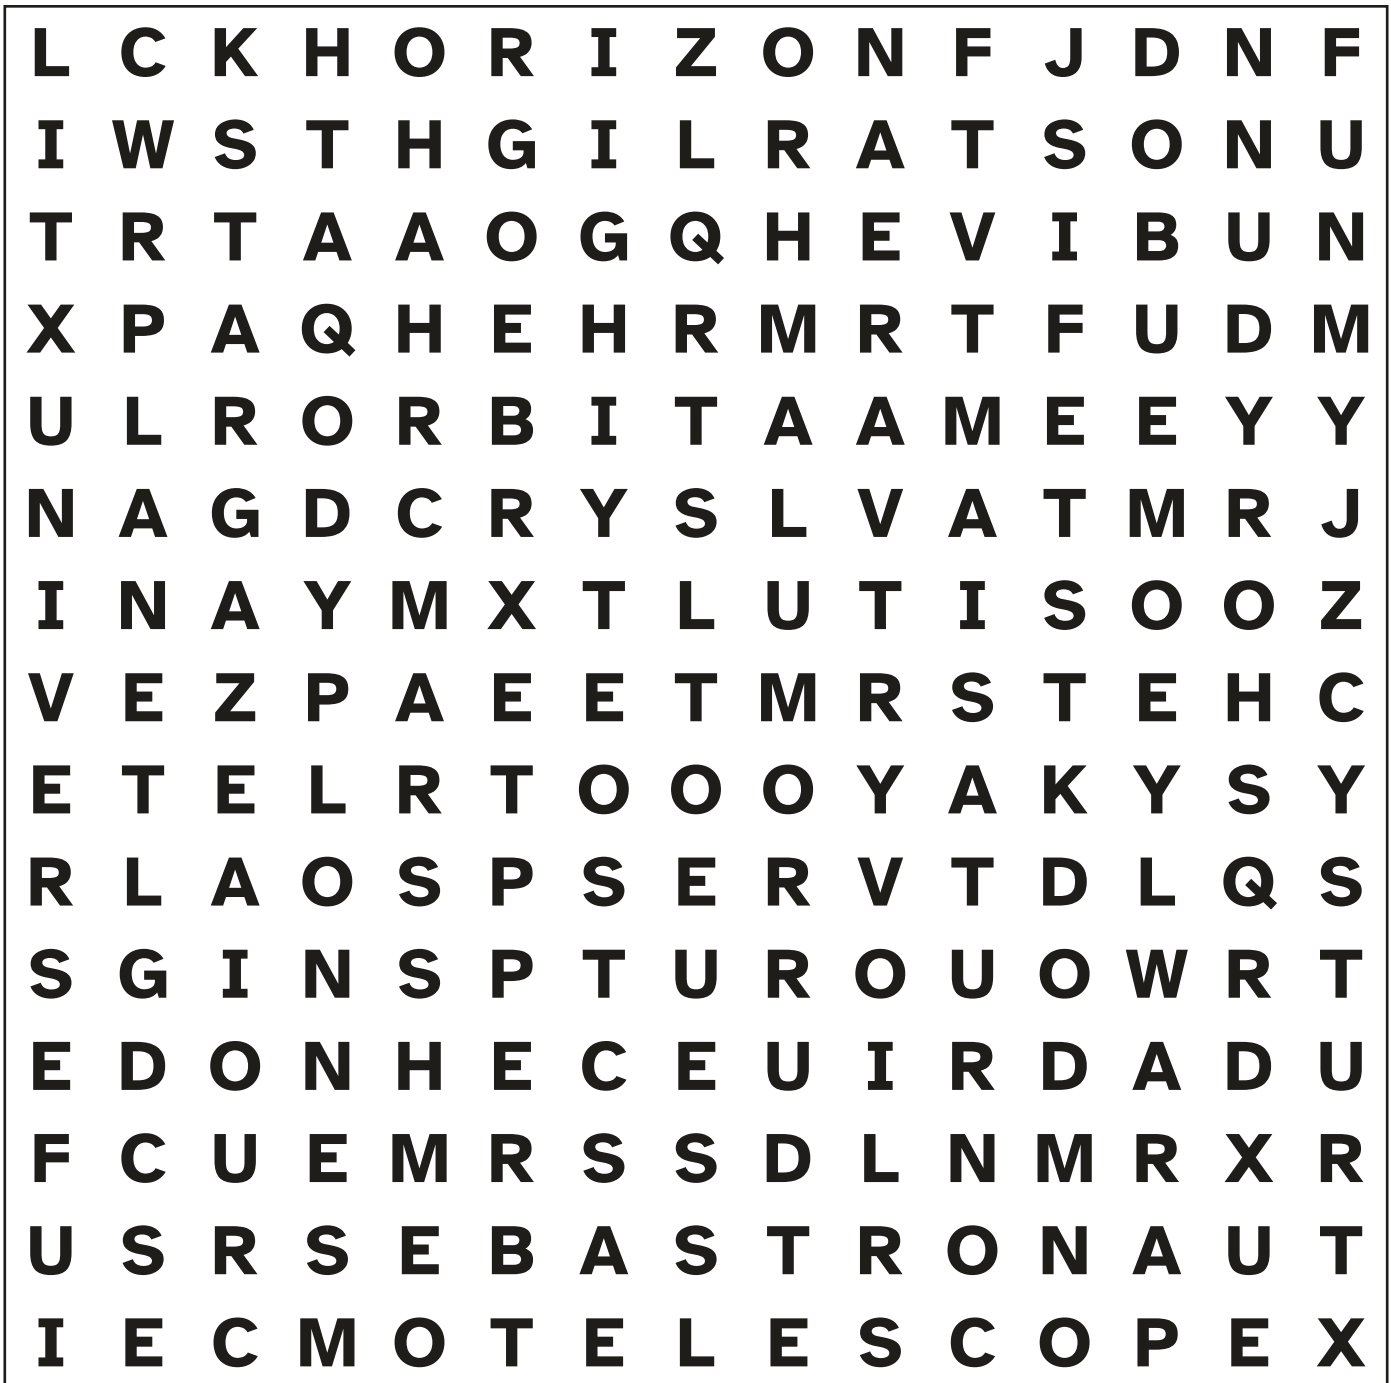 L C K H O R I Z O N F J D N F
I W S T H G I L R A T S O N U
T R T A A O G Q H E V I B U N
X P A Q H E H R M R T F U D M
U L R O R B I T A A M E E Y Y
N A G D C R Y S L V A T M R J
I N A Y M X T L U T I S O O Z
V E Z P A E E T M R S T E H C
E T E L R T O O O Y A K Y S Y
R L A O S P S E R V T D L Q S
S G I N S P T U R O U O W R T
E D O N H E C E U I R D A D U
F C U E M R S S D L N M R X R
U S R S E B A S T R O N A U T
I E C M O T E L E S C O P E X